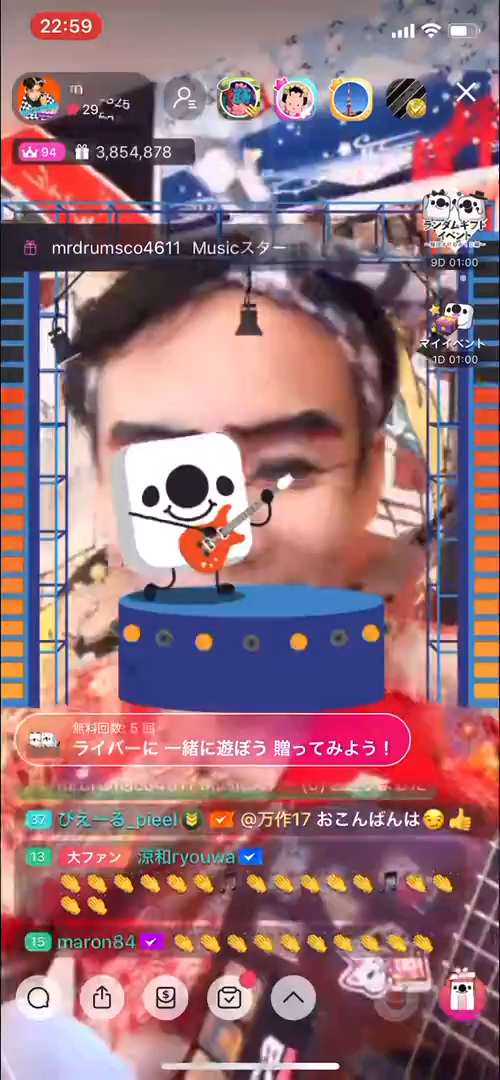 22:59
94 3,854,878
ランダムギフト
イベント
9D 01:00
mrdrumsco4611 Musicスター
マイイベント
1D 01:00
無料回数: 5 回
ライバーに 一緒に遊ぼう 贈ってみよう！
37 ぴえーる_pieel @万作17 おこんばんは😏👍
13 大ファン 涼和ryouwa
👏👏👏👏👏👏🎵👏👏👏👏👏🎵👏👏
👏👏
15 maron84 👏👏👏👏👏👏👏👏👏👏